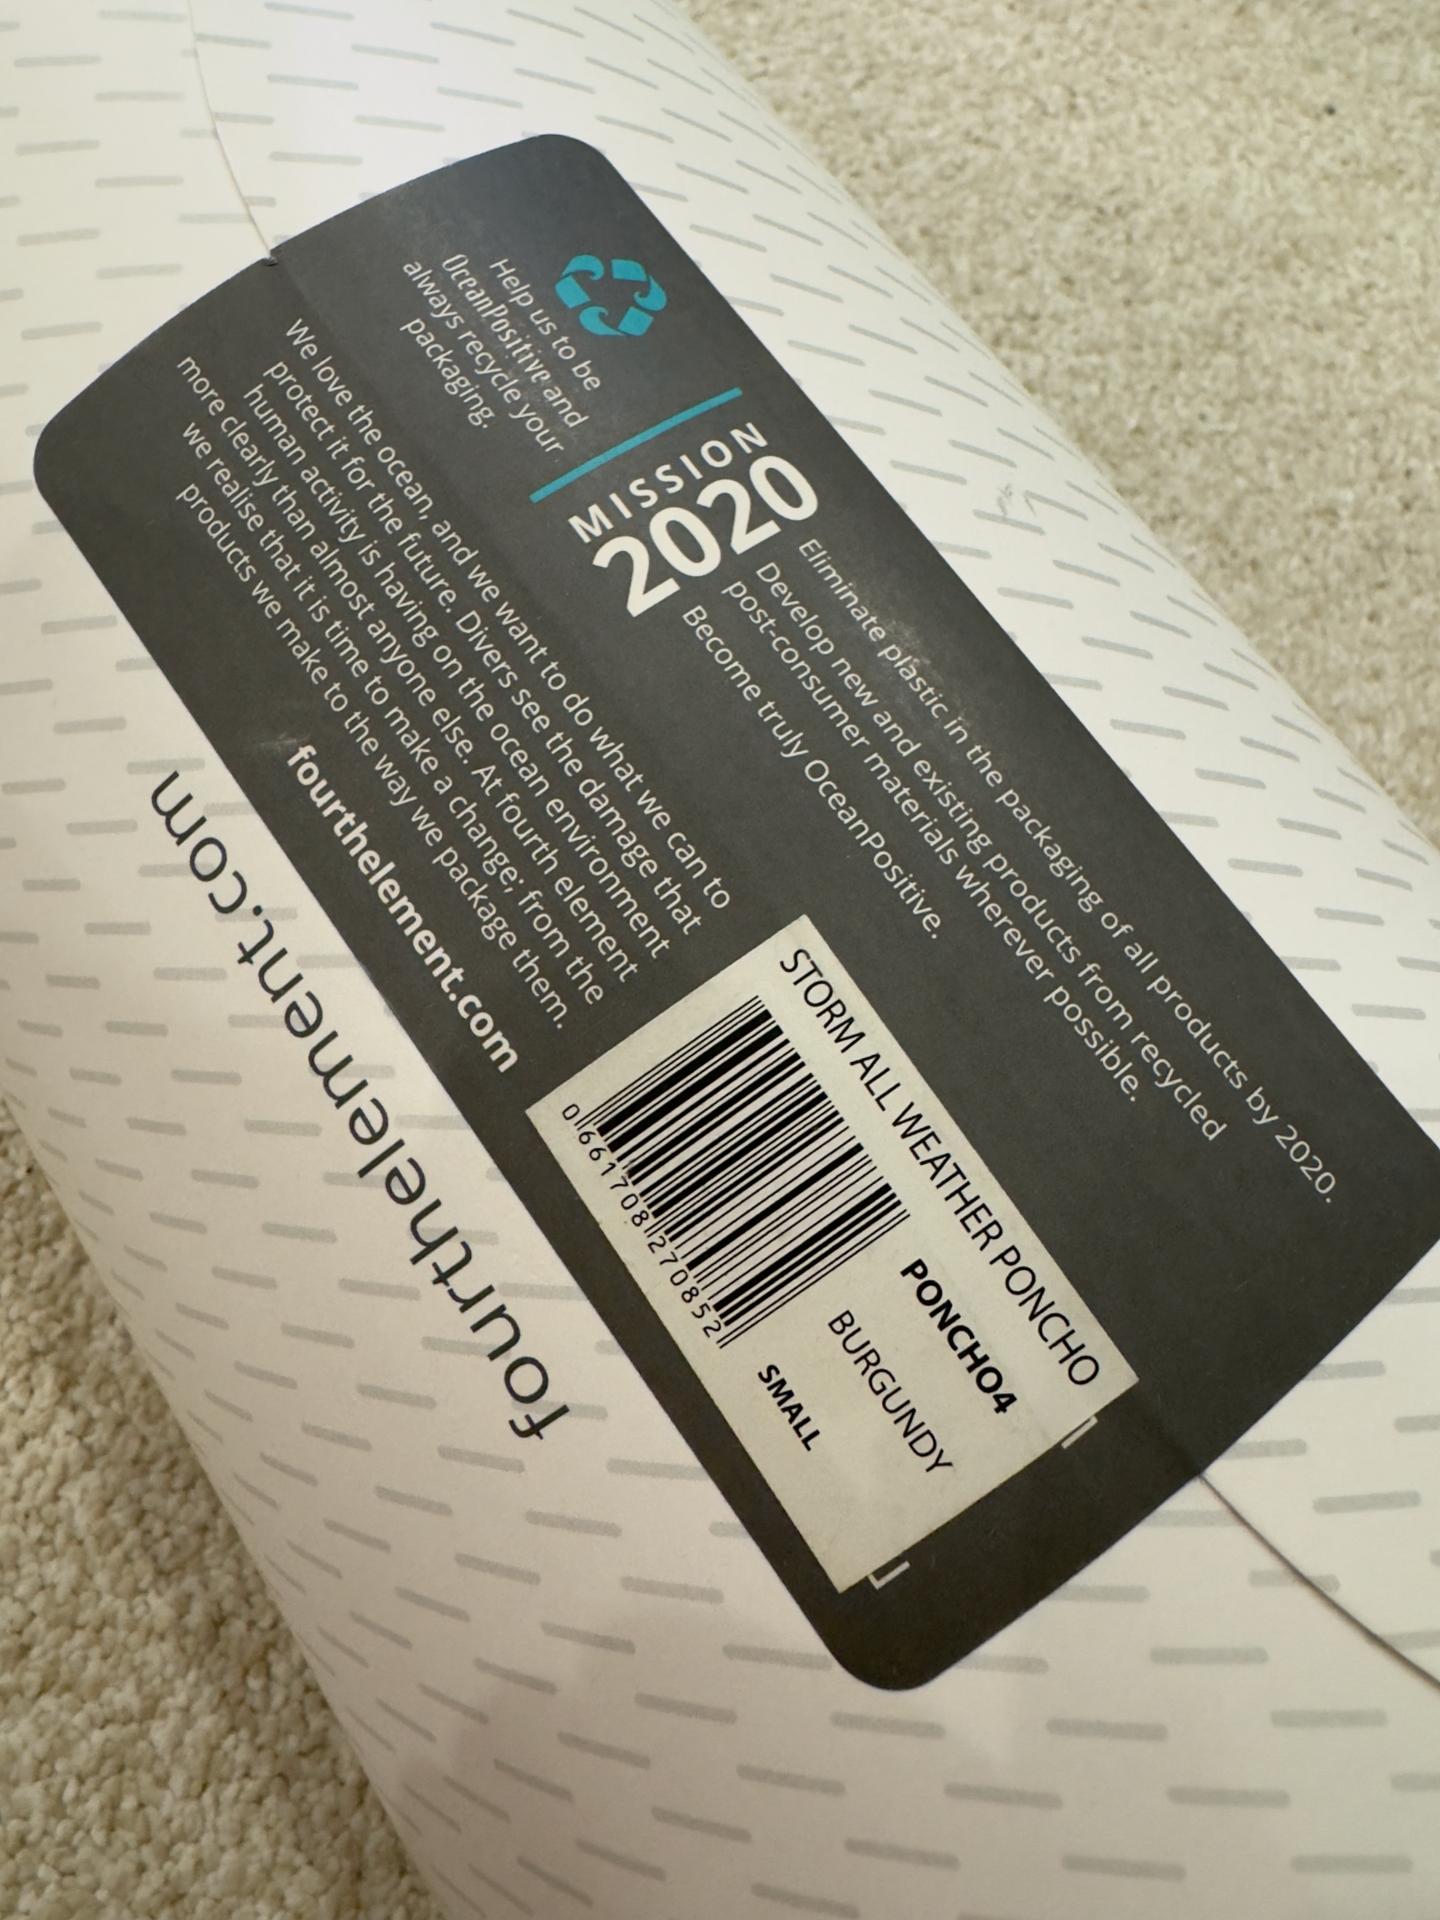 Help us to be
OceanPositive and
always recycle your
packaging.
MISSION
2020
Eliminate plastic in the packaging of all products by 2020.
Develop new and existing products from recycled
post-consumer materials wherever possible.
Become truly OceanPositive.
We love the ocean, and we want to do what we can to
protect it for the future. Divers see the damage that
human activity is having on the ocean environment
more clearly than almost anyone else. At fourth element
we realise that it is time to make a change; from the
products we make to the way we package them.
fourthelement.com
STORM ALL WEATHER PONCHO
PONCHO4
BURGUNDY
SMALL
0 661708 270852
fourthelement.com